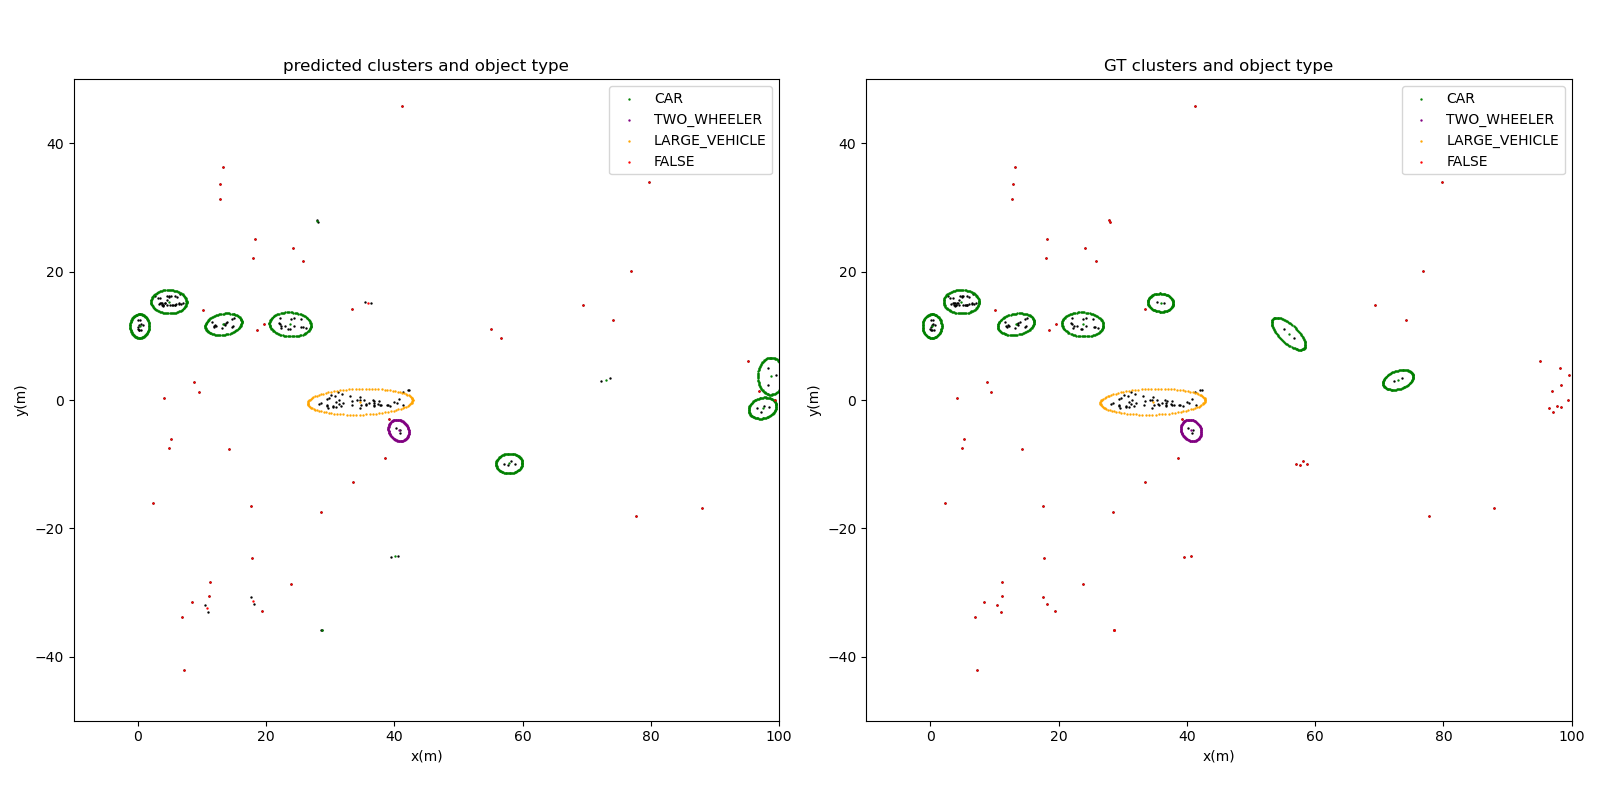 predicted clusters and object type
CAR
TWO_WHEELER
LARGE_VEHICLE
FALSE
40
20
0
−20
−40
y(m)
0
20
40
60
80
100
x(m)
GT clusters and object type
CAR
TWO_WHEELER
LARGE_VEHICLE
FALSE
40
20
0
−20
−40
y(m)
0
20
40
60
80
100
x(m)